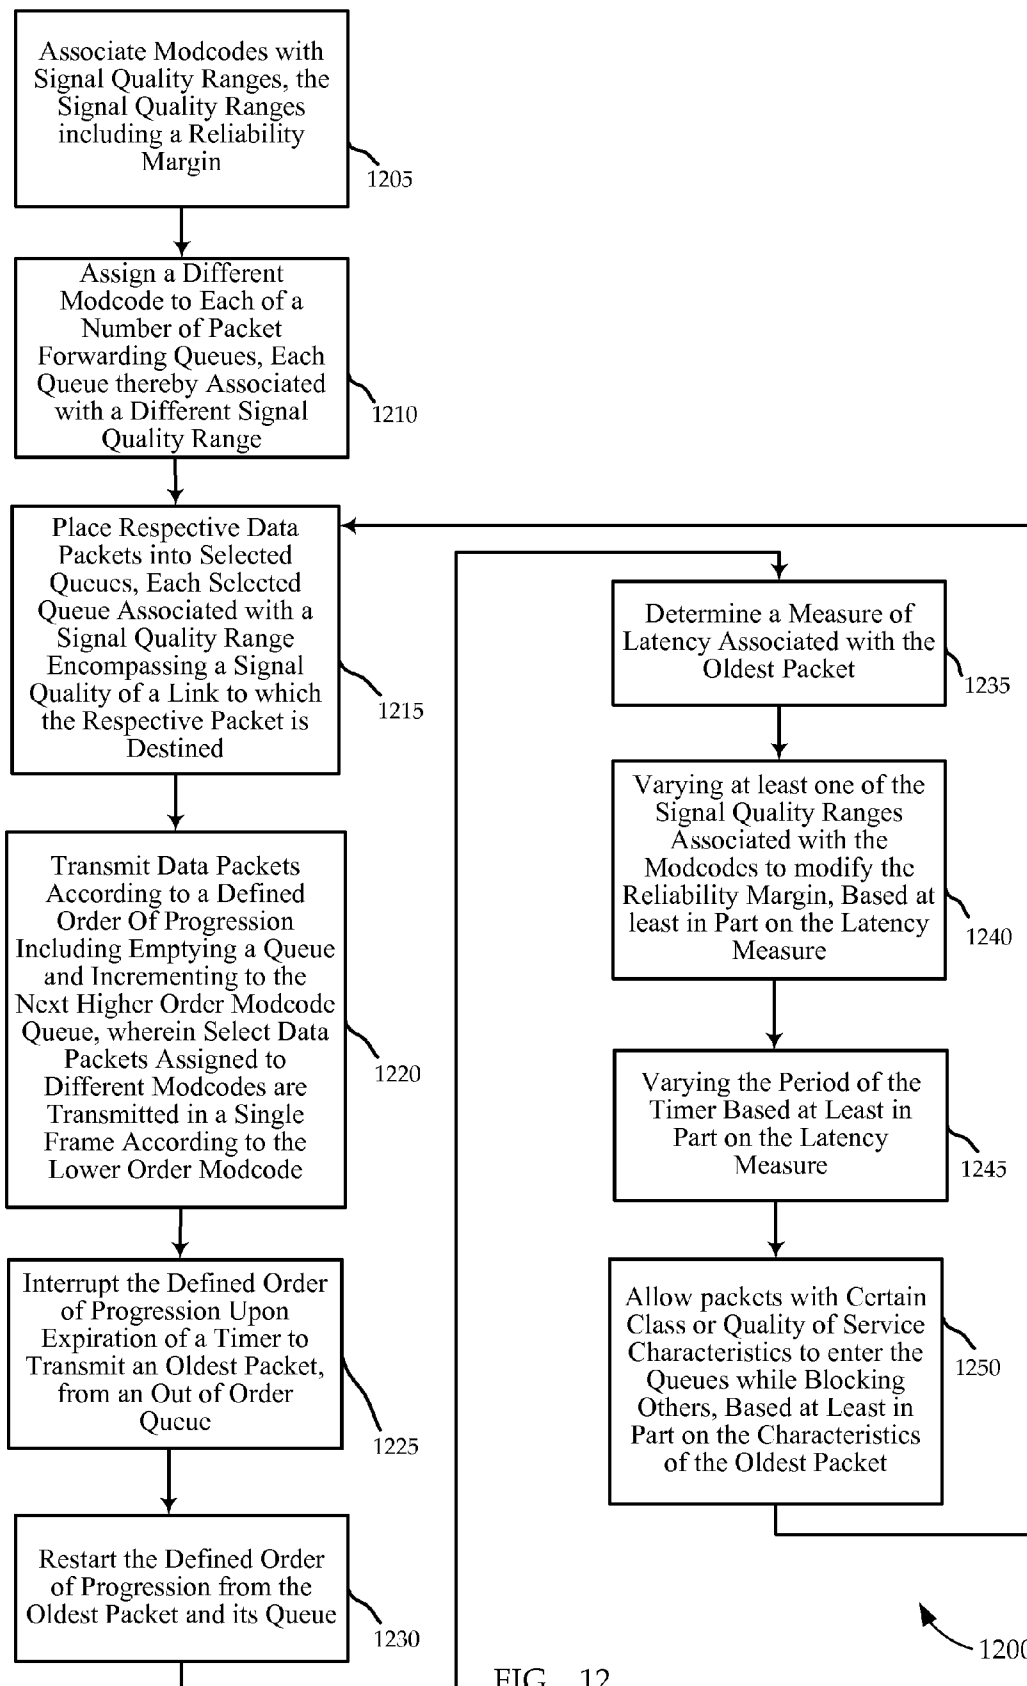 Associate Modcodes with
Signal Quality Ranges, the
Signal Quality Ranges
including a Reliability
Margin
1205
Assign a Different
Modcode to Each of a
Number of Packet
Forwarding Queues, Each
Queue thereby Associated
with a Different Signal
Quality Range
1210
Place Respective Data
Packets into Selected
Queues, Each Selected
Queue Associated with a
Signal Quality Range
Encompassing a Signal
Quality of a Link to which
the Respective Packet is
Destined
1215
Transmit Data Packets
According to a Defined
Order Of Progression
Including Emptying a Queue
and Incrementing to the
Next Higher Order Modcode
Queue, wherein Select Data
Packets Assigned to
Different Modcodes are
Transmitted in a Single
Frame According to the
Lower Order Modcode
1220
Interrupt the Defined Order
of Progression Upon
Expiration of a Timer to
Transmit an Oldest Packet,
from an Out of Order
Queue
1225
Restart the Defined Order
of Progression from the
Oldest Packet and its Queue
1230
Determine a Measure of
Latency Associated with the
Oldest Packet
1235
Varying at least one of the
Signal Quality Ranges
Associated with the
Modcodes to modify the
Reliability Margin, Based at
least in Part on the Latency
Measure
1240
Varying the Period of the
Timer Based at Least in
Part on the Latency
Measure
1245
Allow packets with Certain
Class or Quality of Service
Characteristics to enter the
Queues while Blocking
Others, Based at Least in
Part on the Characteristics
of the Oldest Packet
1250
1200
FIG. 12